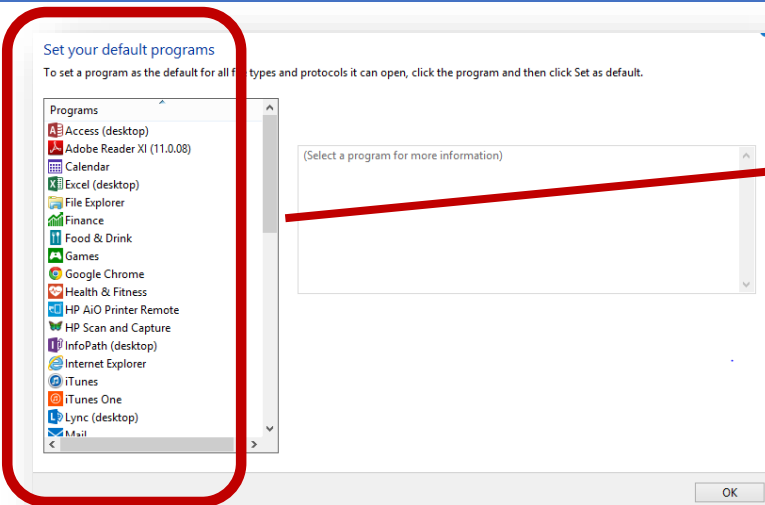 Set your default programs
To set a program as the default for all file types and protocols it can open, click the program and then click Set as default.
Programs
Access (desktop)
Adobe Reader XI (11.0.08)
(Select a program for more information)
Calendar
Excel (desktop)
File Explorer
Finance
Food & Drink
Games
Google Chrome
Health & Fitness
HP AiO Printer Remote
HP Scan and Capture
InfoPath (desktop)
Internet Explorer
iTunes
iTunes One
Lync (desktop)
Mail
OK